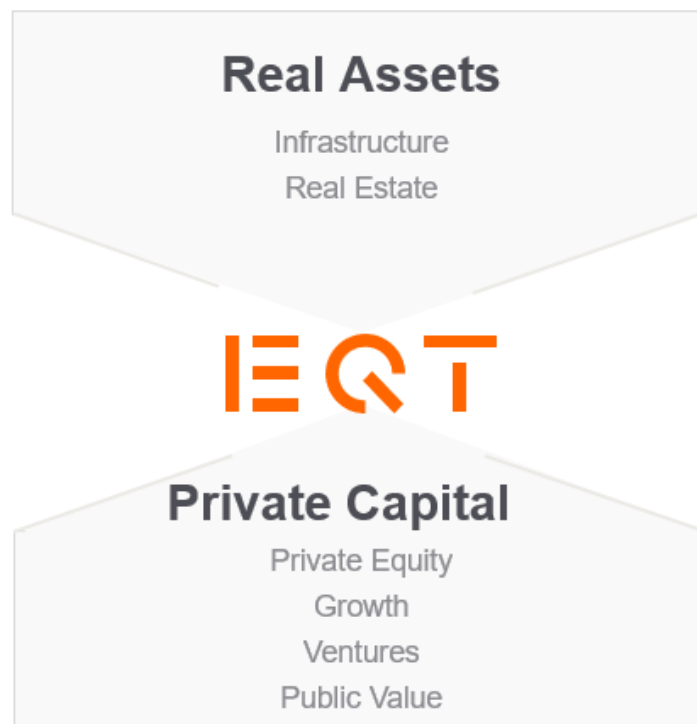 Real Assets
Infrastructure
Real Estate
EQT
Private Capital
Private Equity
Growth
Ventures
Public Value